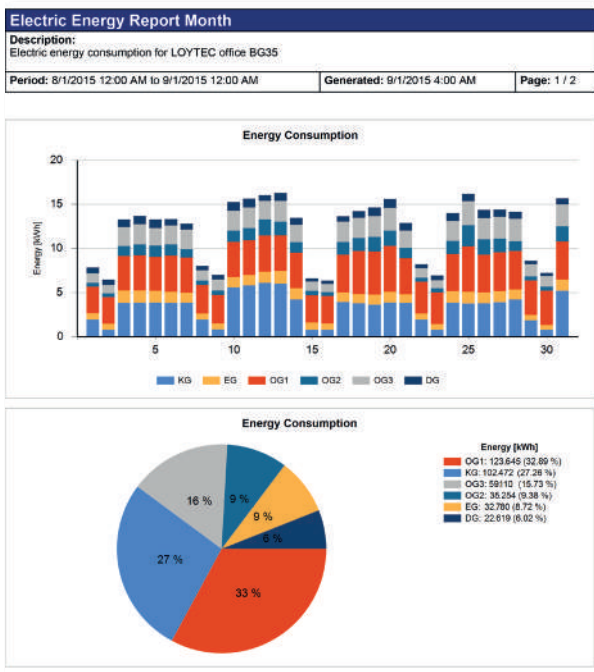 Electric Energy Report Month
Description:
Electric energy consumption for LOYTEC office BG35
Period: 8/1/2015 12:00 AM to 9/1/2015 12:00 AM Generated: 9/1/2015 4:00 AM Page: 1 / 2
Energy Consumption
Energy [kWh]
20
15
10
5
0
5 10 15 20 25 30
KG EG OG1 OG2 OG3 DG
Energy Consumption
Energy [kWh]
OG1: 123.645 (32.89 %)
KG: 102.472 (27.26 %)
OG3: 59110 (15.73 %)
OG2: 35.254 (9.38 %)
EG: 32.780 (8.72 %)
DG: 22.619 (6.02 %)
16 %
9 %
9 %
6 %
27 %
33 %